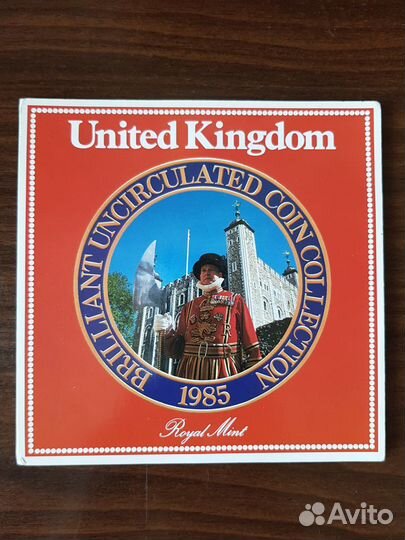 United Kingdom
BRILLIANT UNCIRCULATED COIN COLLECTION
1985
Royal Mint
Avito